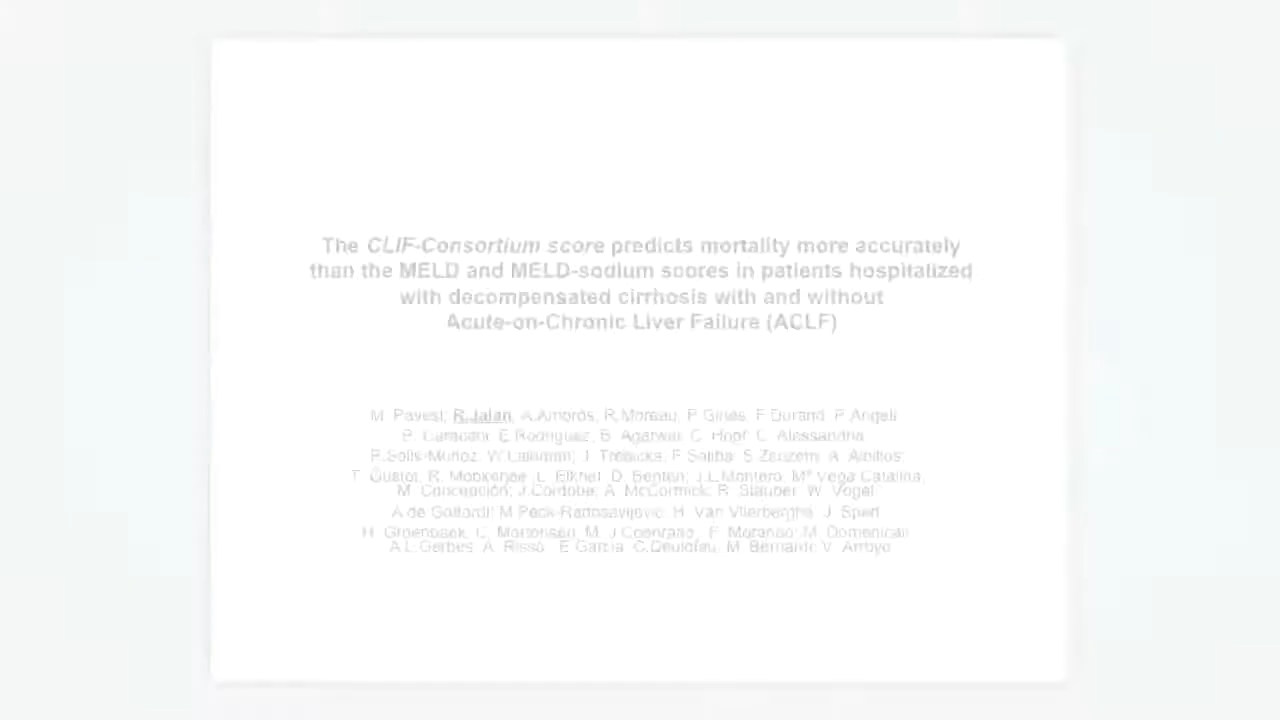 The CLIF-Consortium score predicts mortality more accurately
than the MELD and MELD-sodium scores in patients hospitalized
with decompensated cirrhosis with and without
Acute-on-Chronic Liver Failure (ACLF)
M. Pavesi; R.Jalan; A.Amorós; R.Moreau; P.Ginès; F.Durand; P.Angeli
P. Caraceni; E.Rodriguez; B. Agarwal; C. Hopf; C. Alessandria
P.Solís-Muñoz; W.Laleman; J. Trebicka; F.Saliba; S.Zeuzem; A. Albillos;
T. Gustot; R. Mookerjee; L. Elkrief; D. Benten; J.L.Montero; Mª Vega Catalina;
M. Concepción; J.Córdoba; A. McCormick; R. Stauber; W. Vogel
A.de Gottardi; M.Peck-Radosavljevic; H. Van Vlierberghe; J. Sperl
H. Groenbaek; C. Mortensen; M. J.Coenraad; F. Morando; M. Domenicali
A.L.Gerbes; A. Risso; E.Garcia; C.Deulofeu; M. Bernardi; V. Arroyo